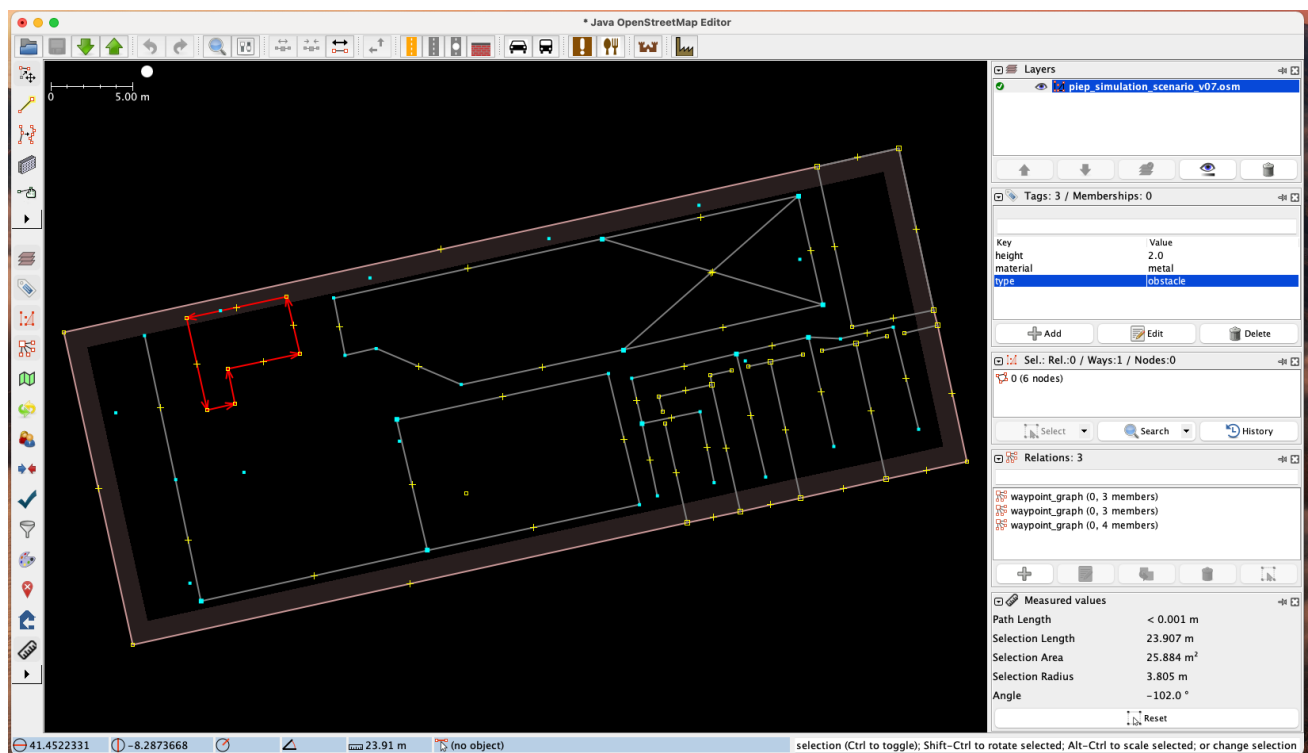 * Java OpenStreetMap Editor
0
5.00 m
Layers
piep_simulation_scenario_v07.osm
Tags: 3 / Memberships: 0
Key Value
height 2.0
material metal
type obstacle
Add Edit Delete
Sel.: Rel.:0 / Ways:1 / Nodes:0
0 (6 nodes)
Select Search History
Relations: 3
waypoint_graph (0, 3 members)
waypoint_graph (0, 3 members)
waypoint_graph (0, 4 members)
Measured values
Path Length < 0.001 m
Selection Length 23.907 m
Selection Area 25.884 m²
Selection Radius 3.805 m
Angle −102.0 °
Reset
41.4522331 −8.2873668 23.91 m (no object) selection (Ctrl to toggle); Shift-Ctrl to rotate selected; Alt-Ctrl to scale selected; or change selection